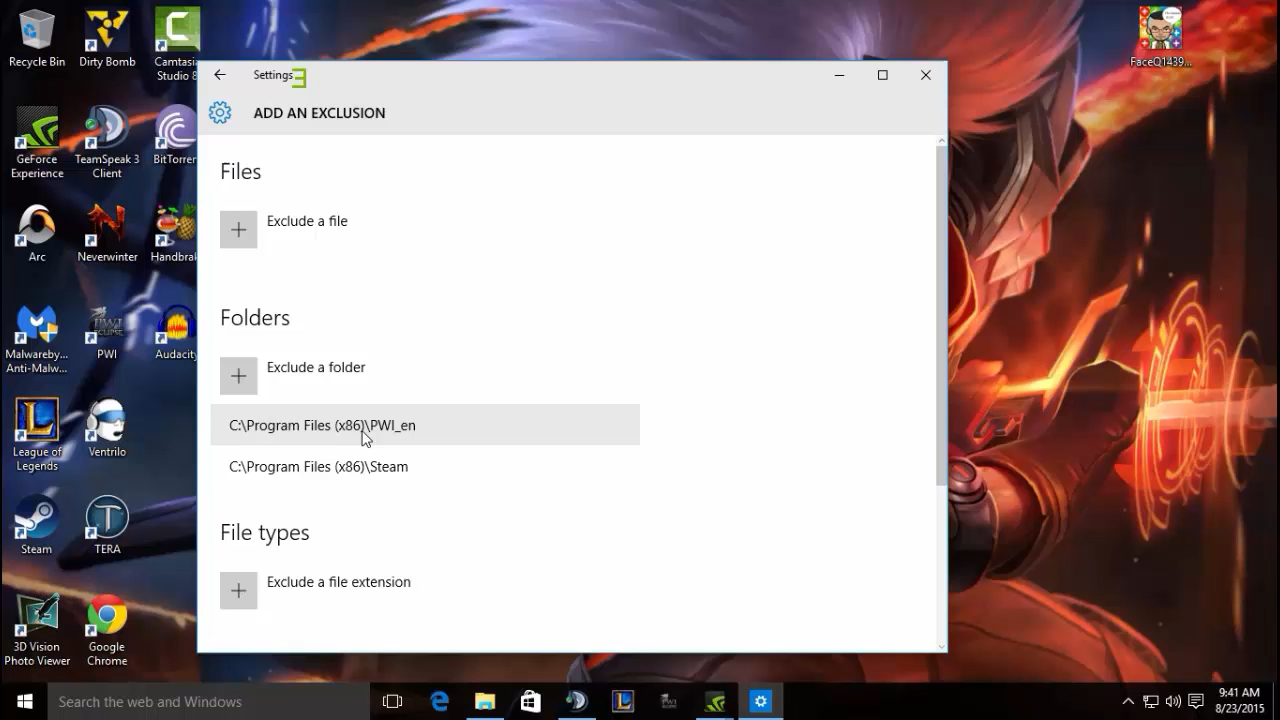 Recycle Bin
Dirty Bomb
Camtasia
Studio 8
FaceQ1439...
GeForce
Experience
TeamSpeak 3
Client
BitTorren
Arc
Neverwinter
Handbrak
Malwareby...
Anti-Malw...
PWI
Audacity
League of
Legends
Ventrilo
Steam
TERA
3D Vision
Photo Viewer
Google
Chrome
Settings
3
ADD AN EXCLUSION
Files
Exclude a file
Folders
Exclude a folder
C:\Program Files (x86)\PWI_en
C:\Program Files (x86)\Steam
File types
Exclude a file extension
Search the web and Windows
9:41 AM
8/23/2015